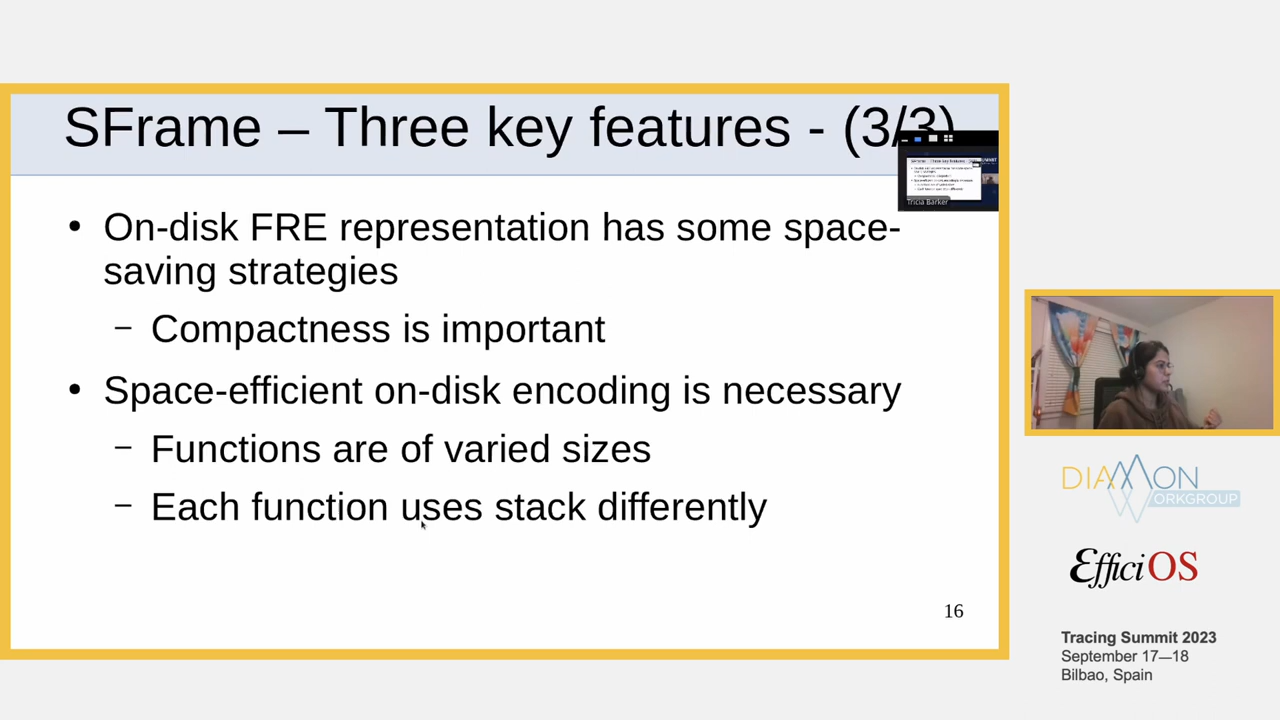 SFrame – Three key features - (3/3)
Tricia Barker
• On-disk FRE representation has some space-
saving strategies
– Compactness is important
• Space-efficient on-disk encoding is necessary
– Functions are of varied sizes
– Each function uses stack differently
16
DIAMON
WORKGROUP
EfficiOS
Tracing Summit 2023
September 17—18
Bilbao, Spain